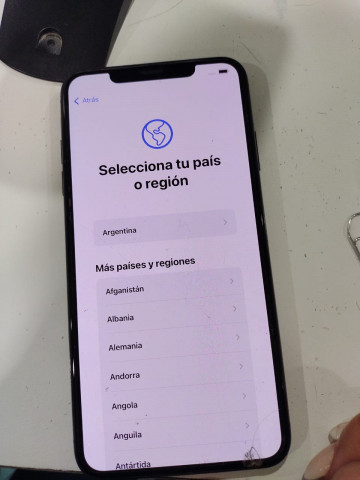 Atrás
Selecciona tu país
o región
Argentina
Más países y regiones
Afganistán
Albania
Alemania
Andorra
Angola
Anguila
Antártida